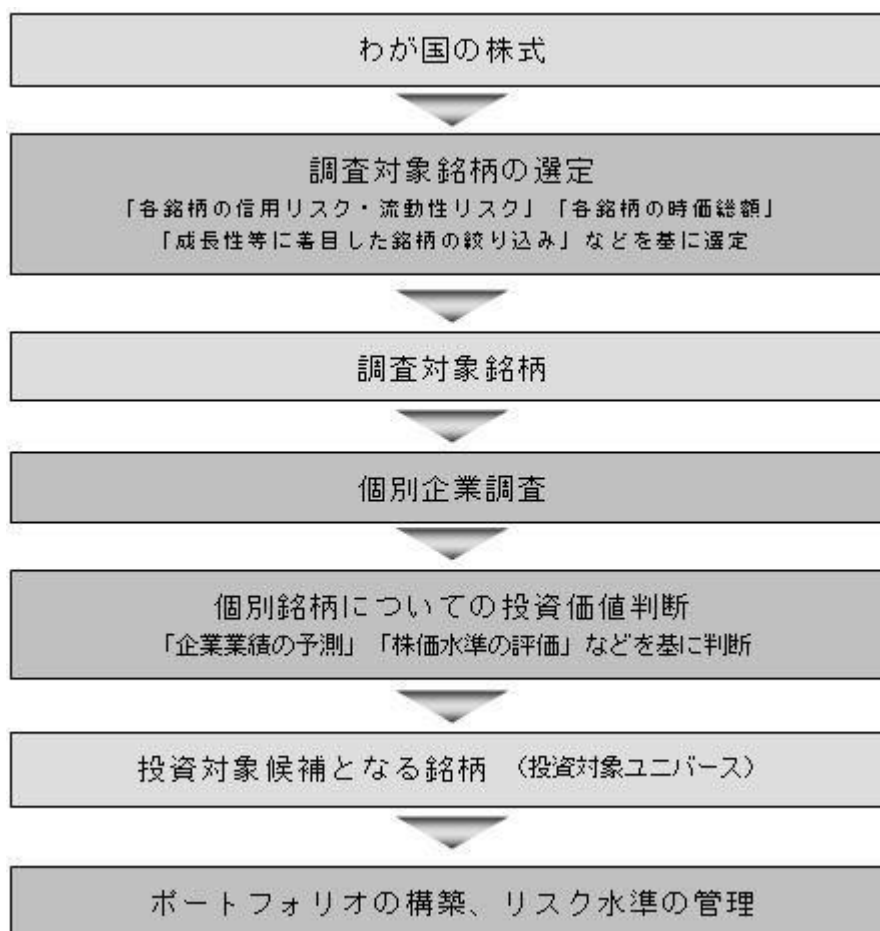 わが国の株式
調査対象銘柄の選定
「各銘柄の信用リスク・流動性リスク」「各銘柄の時価総額」
「成長性等に着目した銘柄の絞り込み」などを基に選定
調査対象銘柄
個別企業調査
個別銘柄についての投資価値判断
「企業業績の予測」「株価水準の評価」などを基に判断
投資対象候補となる銘柄 （投資対象ユニバース）
ポートフォリオの構築、リスク水準の管理